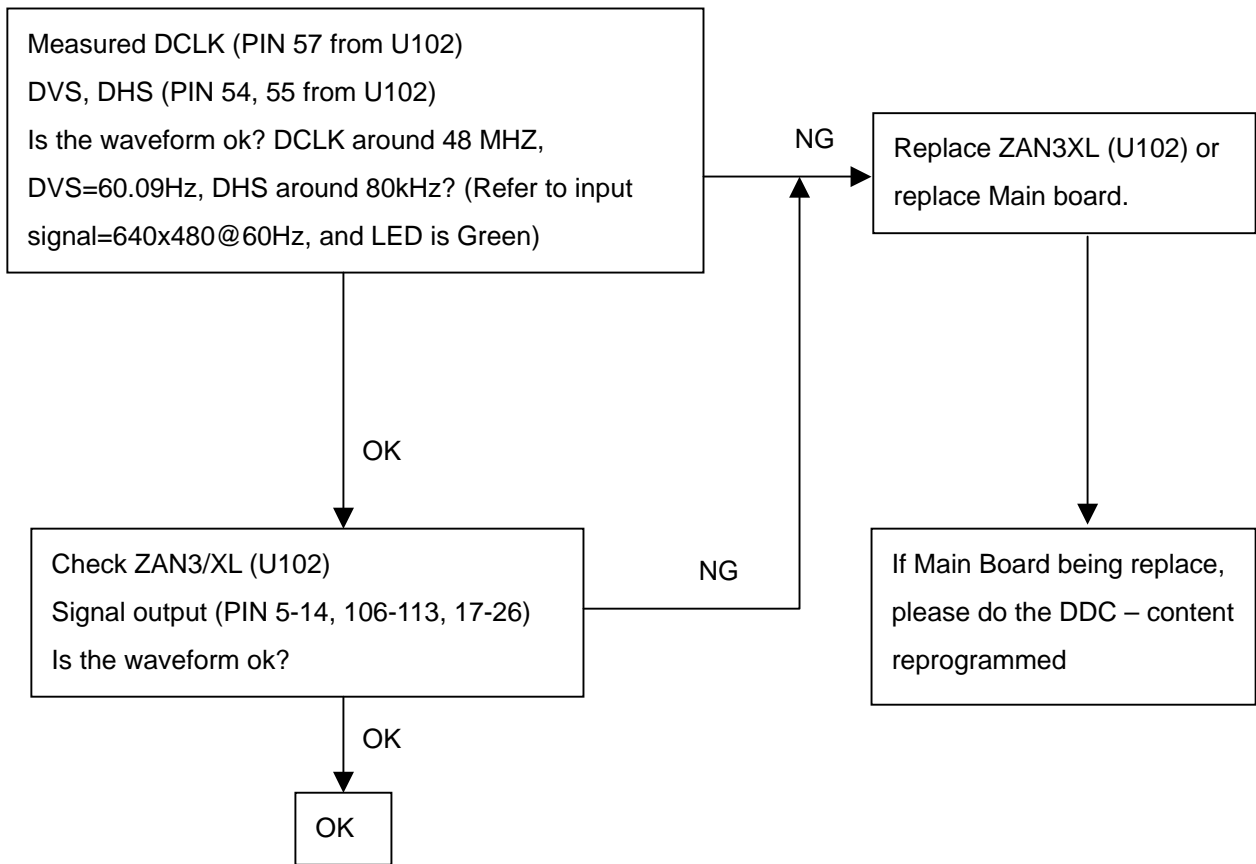 Measured DCLK (PIN 57 from U102)
DVS, DHS (PIN 54, 55 from U102)
Is the waveform ok? DCLK around 48 MHZ,
DVS=60.09Hz, DHS around 80kHz? (Refer to input
signal=640x480@60Hz, and LED is Green)
NG
Replace ZAN3XL (U102) or
replace Main board.
OK
Check ZAN3/XL (U102)
Signal output (PIN 5-14, 106-113, 17-26)
Is the waveform ok?
NG
If Main Board being replace,
please do the DDC – content
reprogrammed
OK
OK